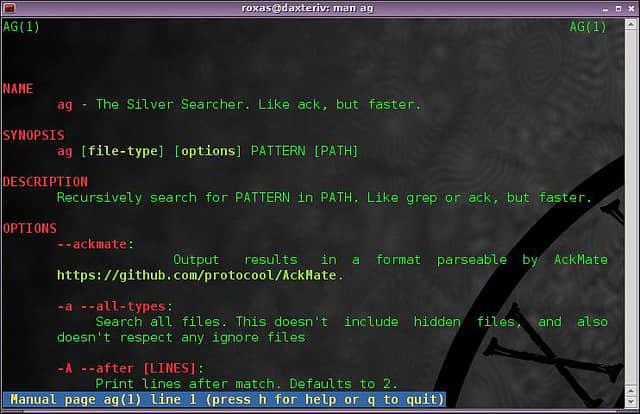 roxas@daxteriv: man ag
AG(1) AG(1)
NAME
ag - The Silver Searcher. Like ack, but faster.
SYNOPSIS
ag [file-type] [options] PATTERN [PATH]
DESCRIPTION
Recursively search for PATTERN in PATH. Like grep or ack, but faster.
OPTIONS
--ackmate:
Output results in a format parseable by AckMate
https://github.com/protocool/AckMate.
-a --all-types:
Search all files. This doesn't include hidden files, and also
doesn't respect any ignore files
-A --after [LINES]:
Print lines after match. Defaults to 2.
Manual page ag(1) line 1 (press h for help or q to quit)